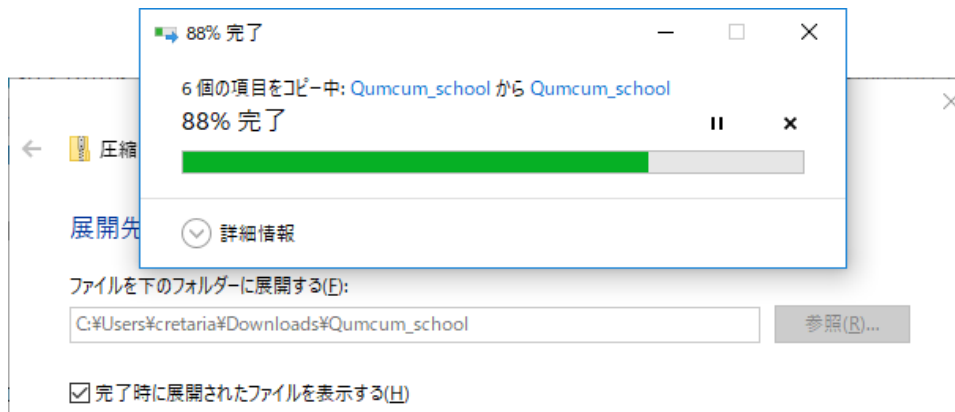 88% 完了
6 個の項目をコピー中: Qumcum_school から Qumcum_school
88% 完了
詳細情報
圧縮
展開先
ファイルを下のフォルダーに展開する(F):
C:¥Users¥cretaria¥Downloads¥Qumcum_school
参照(R)...
完了時に展開されたファイルを表示する(H)